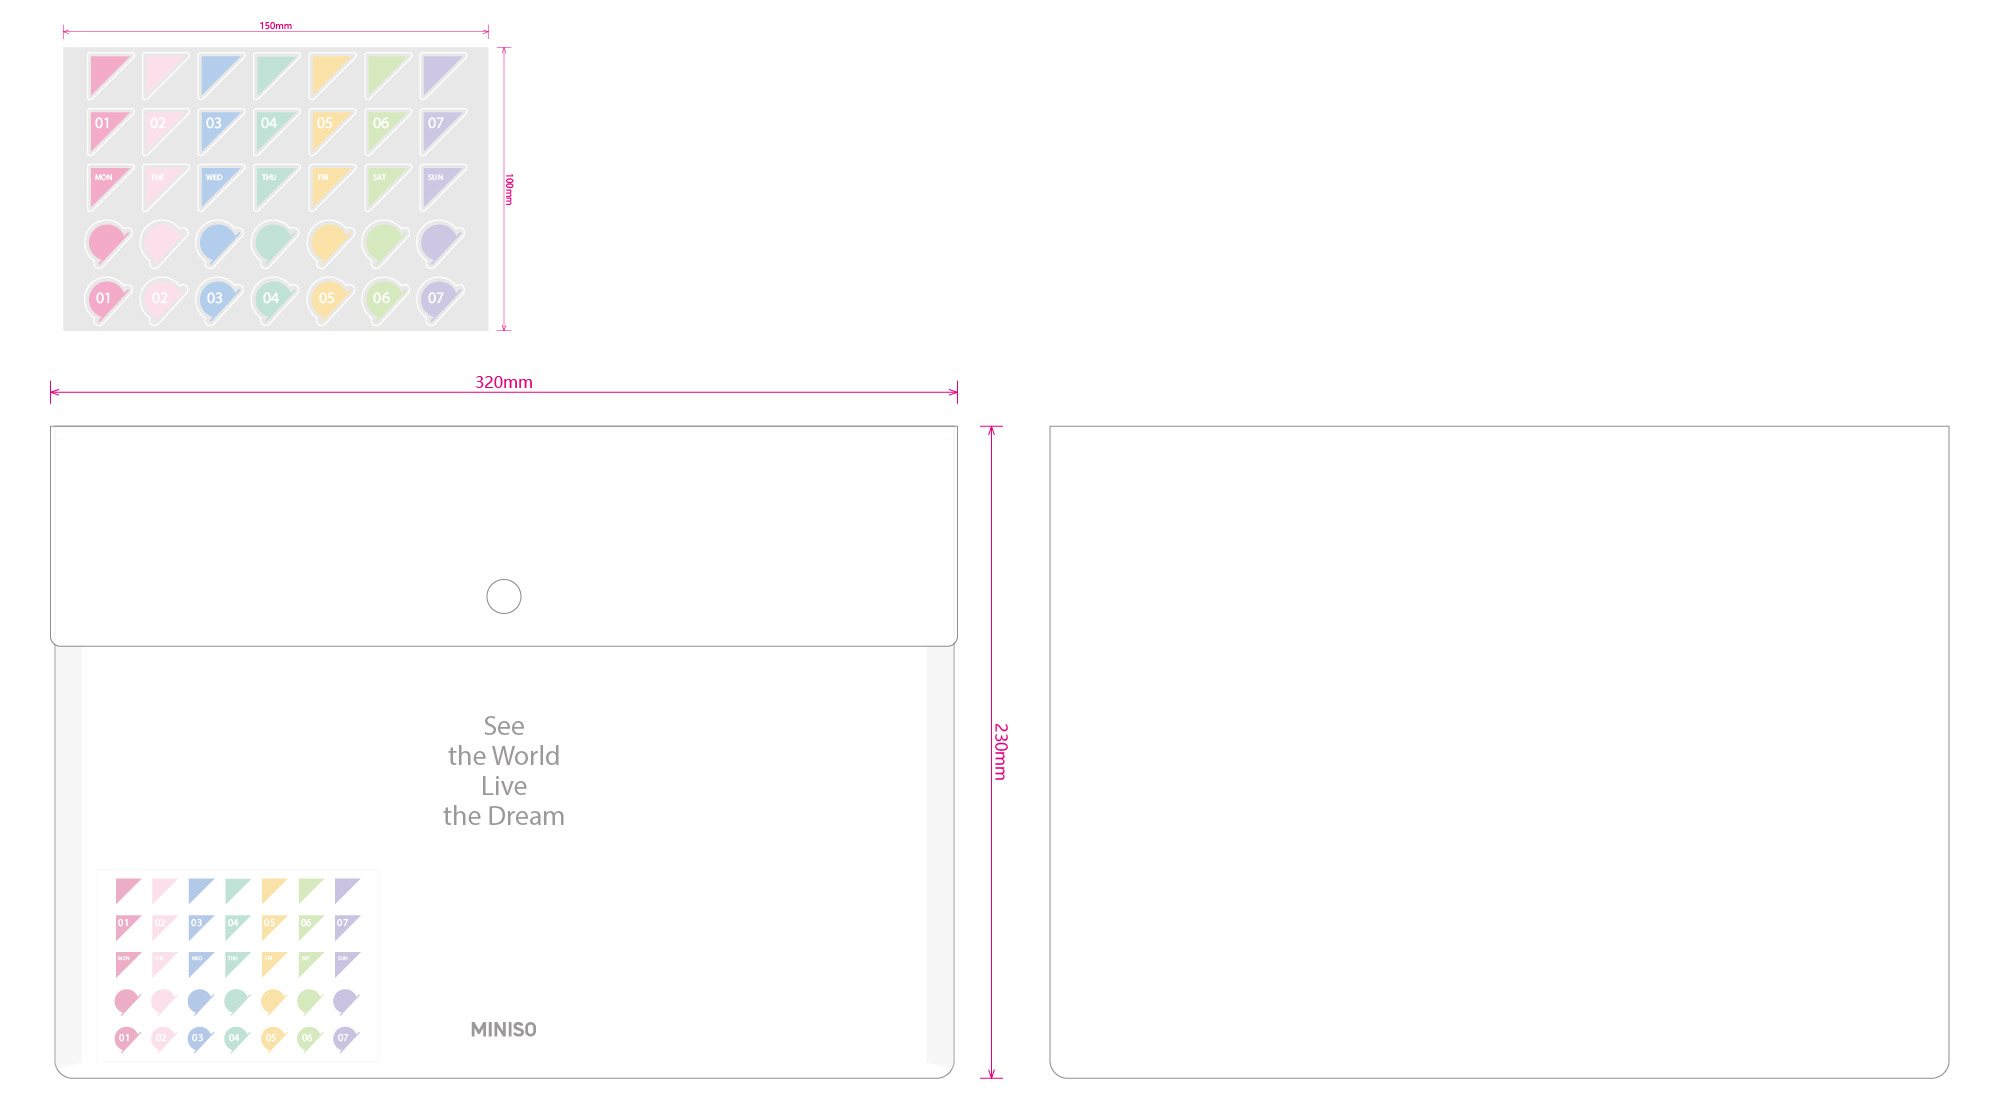 150mm
100mm
01 02 03 04 05 06 07
MON TUE WED THU FRI SAT SUN
01 02 03 04 05 06 07
320mm
230mm
See
the World
Live
the Dream
01 02 03 04 05 06 07
MON TUE WED THU FRI SAT SUN
01 02 03 04 05 06 07
MINISO